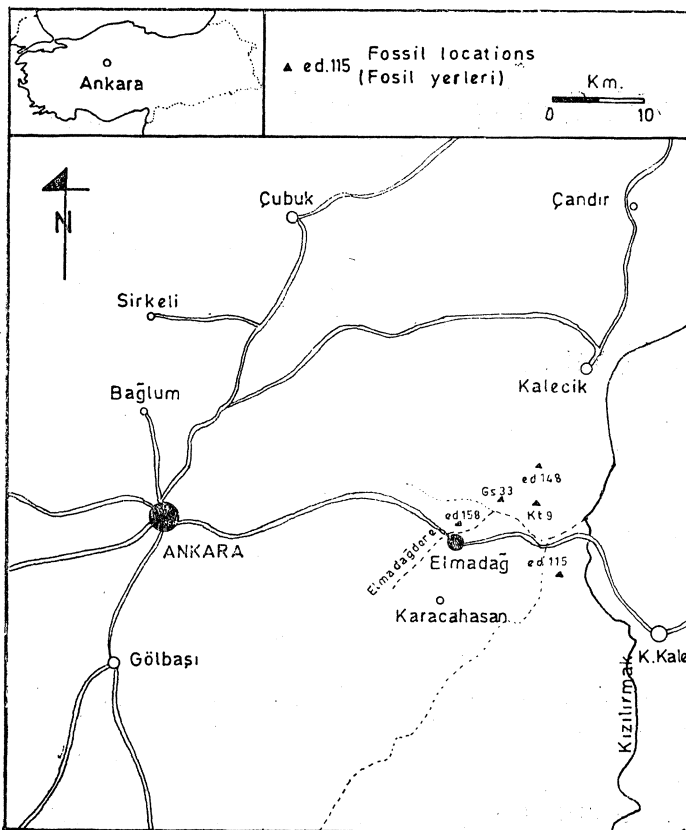 Ankara
▲ ed.115 Fossil locations
(Fosil yerleri)
Km.
0 10
N
Çubuk
Çandır
Sirkeli
Kalecik
Bağlum
ed 148
Gs 33
Kt 9
ed 158
ANKARA
Elmadağdere
Elmadağ
ed 115
Karacahasan
Gölbaşı
K.Kale
Kızılırmak